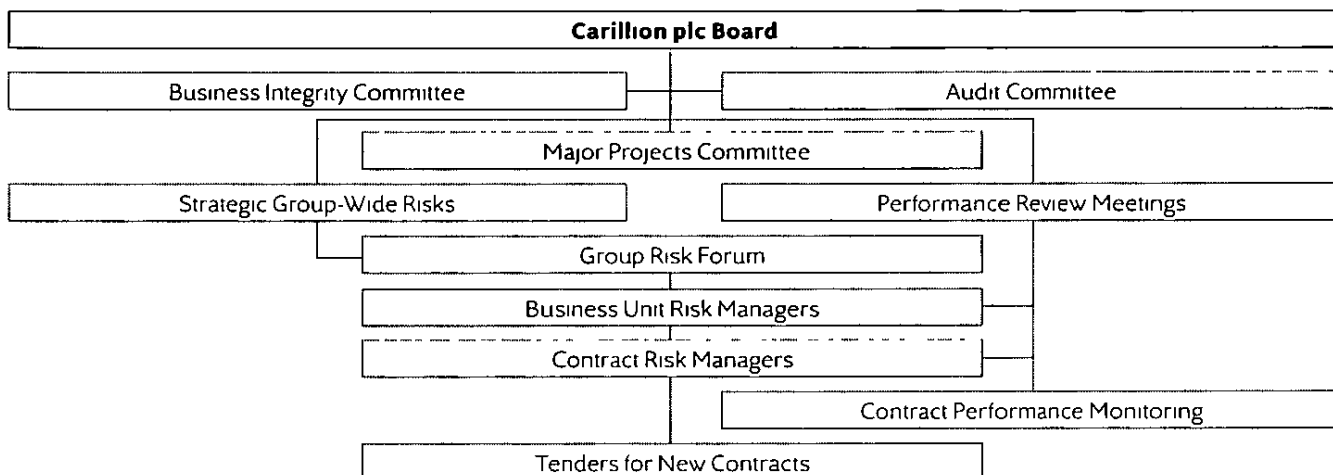 Carillion plc Board
Business Integrity Committee
Audit Committee
Major Projects Committee
Strategic Group-Wide Risks
Performance Review Meetings
Group Risk Forum
Business Unit Risk Managers
Contract Risk Managers
Contract Performance Monitoring
Tenders for New Contracts